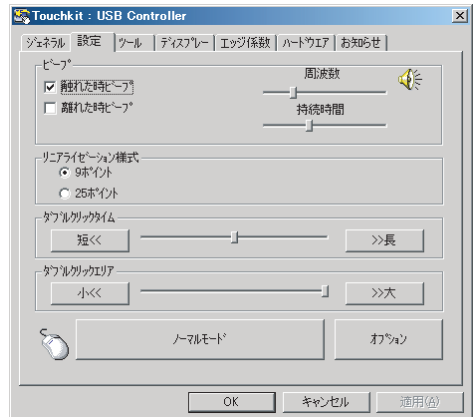 Touchkit : USB Controller
ｼﾞｪﾈﾗﾙ 設定 ﾂｰﾙ ﾃﾞｨｽﾌﾟﾚｰ ｴｯｼﾞ係数 ﾊｰﾄﾞｳｴｱ お知らせ
ﾋﾞｰﾌﾟ
触れた時ﾋﾞｰﾌﾟ
離れた時ﾋﾞｰﾌﾟ
周波数
持続時間
ﾘﾆｱﾗｲｾﾞｰｼｮﾝ様式
9ﾎﾟｲﾝﾄ
25ﾎﾟｲﾝﾄ
ﾀﾞﾌﾞﾙｸﾘｯｸﾀｲﾑ
短<< >>長
ﾀﾞﾌﾞﾙｸﾘｯｸｴﾘｱ
小<< >>大
ﾉｰﾏﾙﾓｰﾄﾞ ｵﾌﾟｼｮﾝ
OK ｷｬﾝｾﾙ 適用(A)